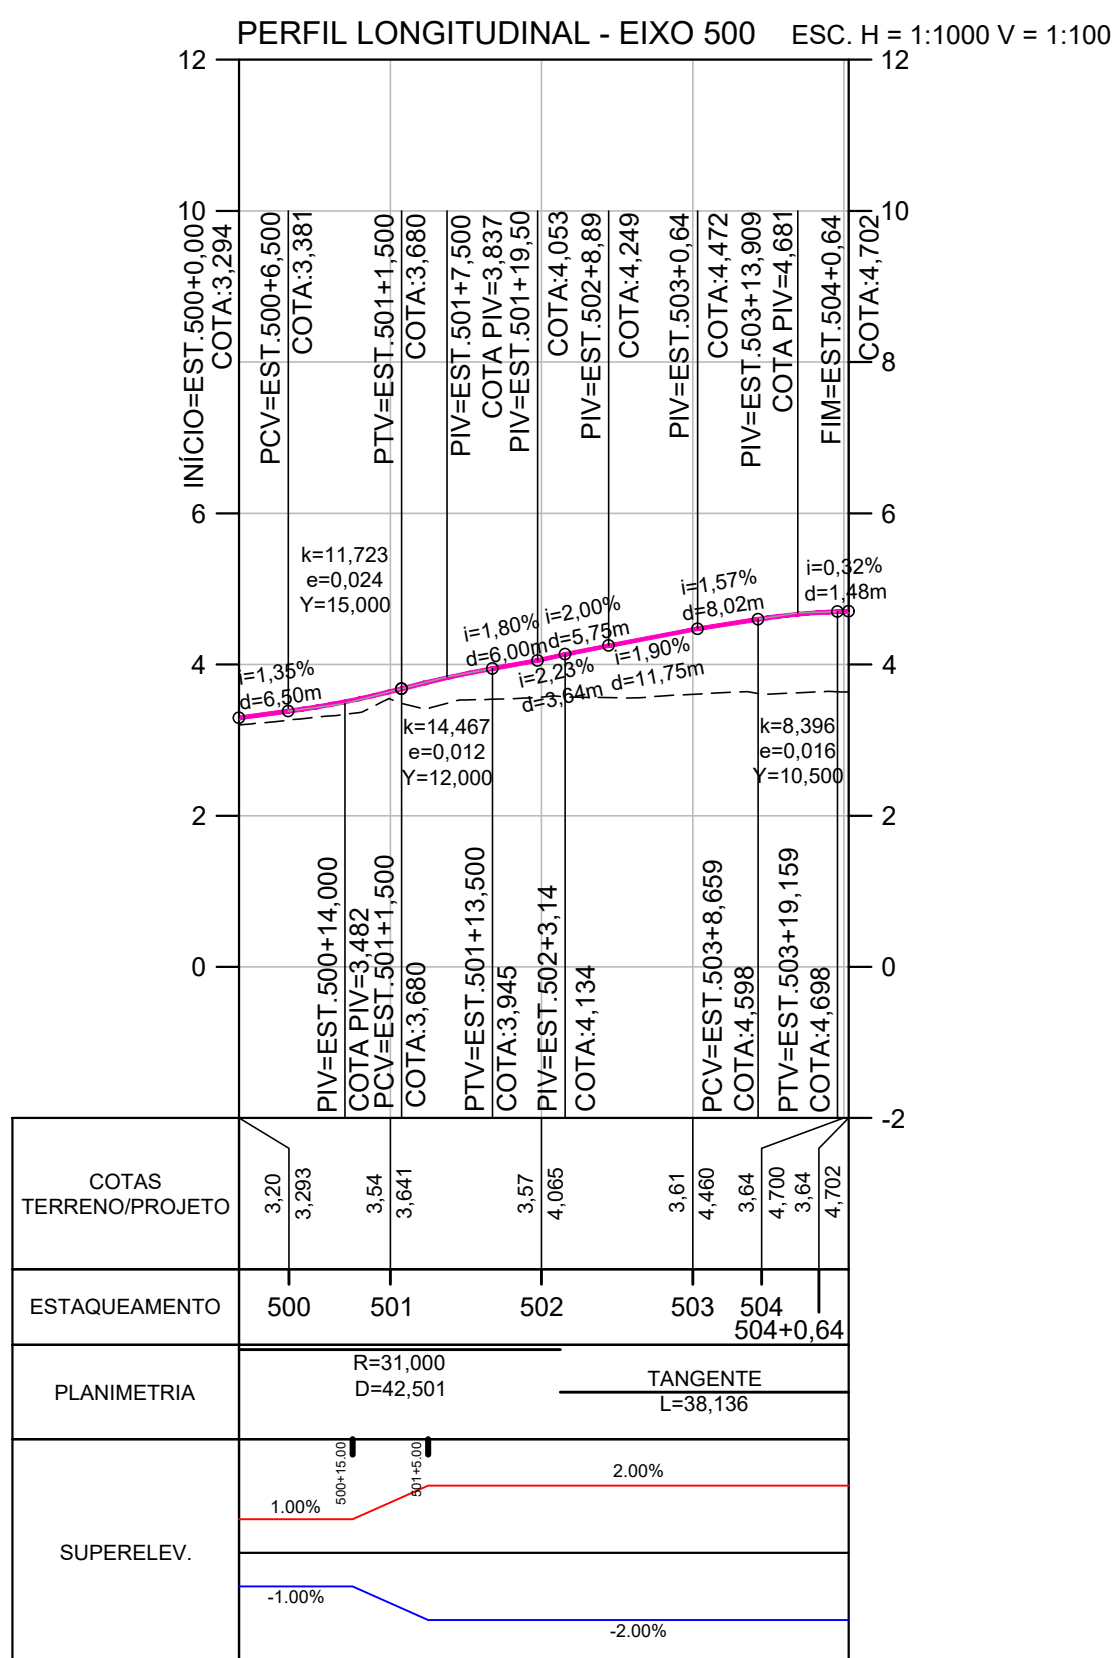 PERFIL LONGITUDINAL - EIXO 500 ESC. H = 1:1000 V = 1:100
12 12
10 10
8
6 6
4 4
2 2
0 0
-2
INÍCIO=EST.500+0,000
COTA:3,294
PCV=EST.500+6,500
COTA:3,381
PTV=EST.501+1,500
COTA:3,680
PIV=EST.501+7,500
COTA PIV=3,837
PIV=EST.501+19,50
COTA:4,053
PIV=EST.502+8,89
COTA:4,249
PIV=EST.503+0,64
COTA:4,472
PIV=EST.503+13,909
COTA PIV=4,681
FIM=EST.504+0,64
COTA:4,702
k=11,723
e=0,024
Y=15,000
i=1,35%
d=6,50m
i=1,80%
d=6,00m
i=2,00%
d=5,75m
i=2,23%
d=3,64m
i=1,90%
d=11,75m
i=1,57%
d=8,02m
i=0,32%
d=1,48m
k=14,467
e=0,012
Y=12,000
k=8,396
e=0,016
Y=10,500
PIV=EST.500+14,000
COTA PIV=3,482
PCV=EST.501+1,500
COTA:3,680
PTV=EST.501+13,500
COTA:3,945
PIV=EST.502+3,14
COTA:4,134
PCV=EST.503+8,659
COTA:4,598
PTV=EST.503+19,159
COTA:4,698
COTAS
TERRENO/PROJETO
3,20
3,293
3,54
3,641
3,57
4,065
3,61
4,460
3,64
4,700
3,64
4,702
ESTAQUEAMENTO 500 501 502 503 504
504+0,64
PLANIMETRIA
R=31,000
D=42,501
TANGENTE
L=38,136
SUPERELEV.
500+15.00
501+5.00
1.00%
2.00%
-1.00%
-2.00%